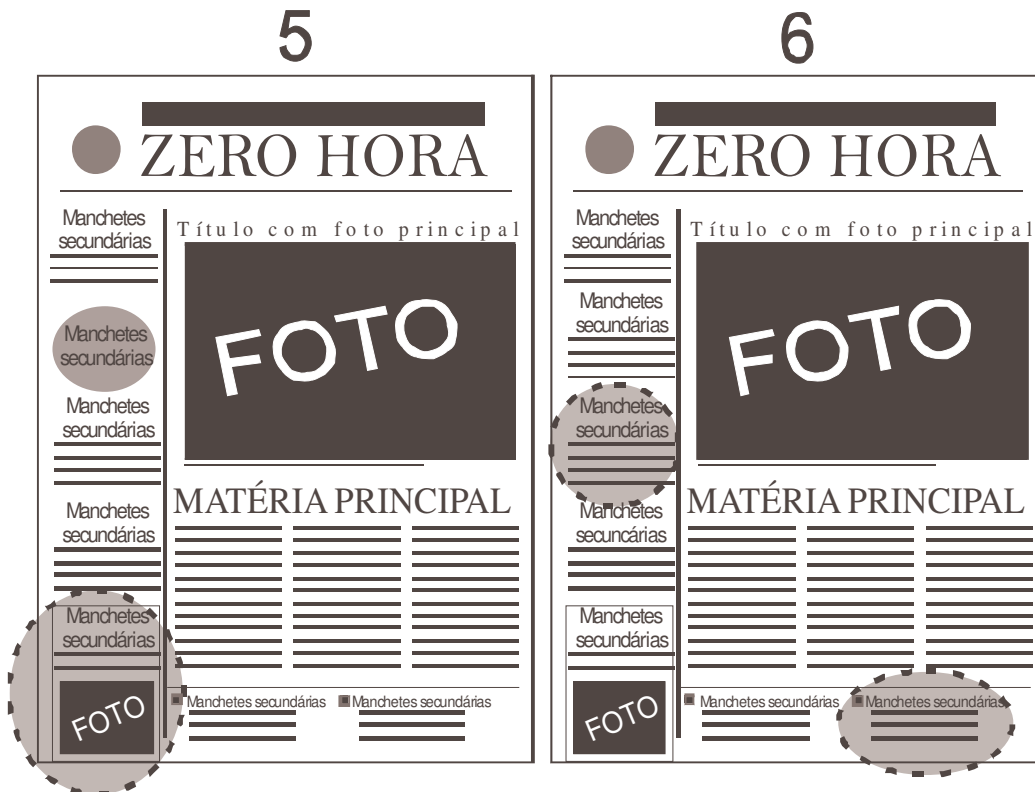 5
ZERO HORA
Manchetes
secundárias
Título com foto principal
FOTO
Manchetes
secundárias
Manchetes
secundárias
MATÉRIA PRINCIPAL
Manchetes
secundárias
Manchetes
secundárias
FOTO
Manchetes secundárias
Manchetes secundárias
6
ZERO HORA
Manchetes
secundárias
Título com foto principal
FOTO
Manchetes
secundárias
Manchetes
secundárias
MATÉRIA PRINCIPAL
Manchetes
secuncárias
Manchetes
secundárias
FOTO
Manchetes secundárias
Manchetes secundárias